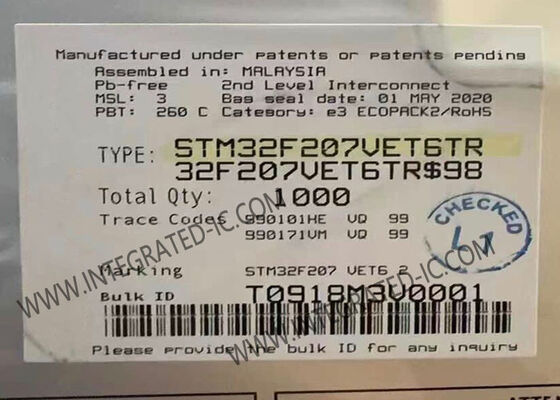 Manufactured under patents or patents pending
Assembled in: MALAYSIA
Pb-free 2nd Level Interconnect
MSL: 3 Bag seal date: 01 MAY 2020
PBT: 260 C Category: e3 ECOPACK2/RoHS
TYPE: STM32F207VET6TR
32F207VET6TR$98
Total Qty: 1000
Trace Codes 990101HE VQ 99
990171VM VQ 99
CHECKED
Marking STM32F207 VET6 2
Bulk ID T0918M3V0001
Please provide the bulk ID for any inquiry
WWW.INTEGRATED-IC.COM
WWW.INTEGRATED-IC.COM